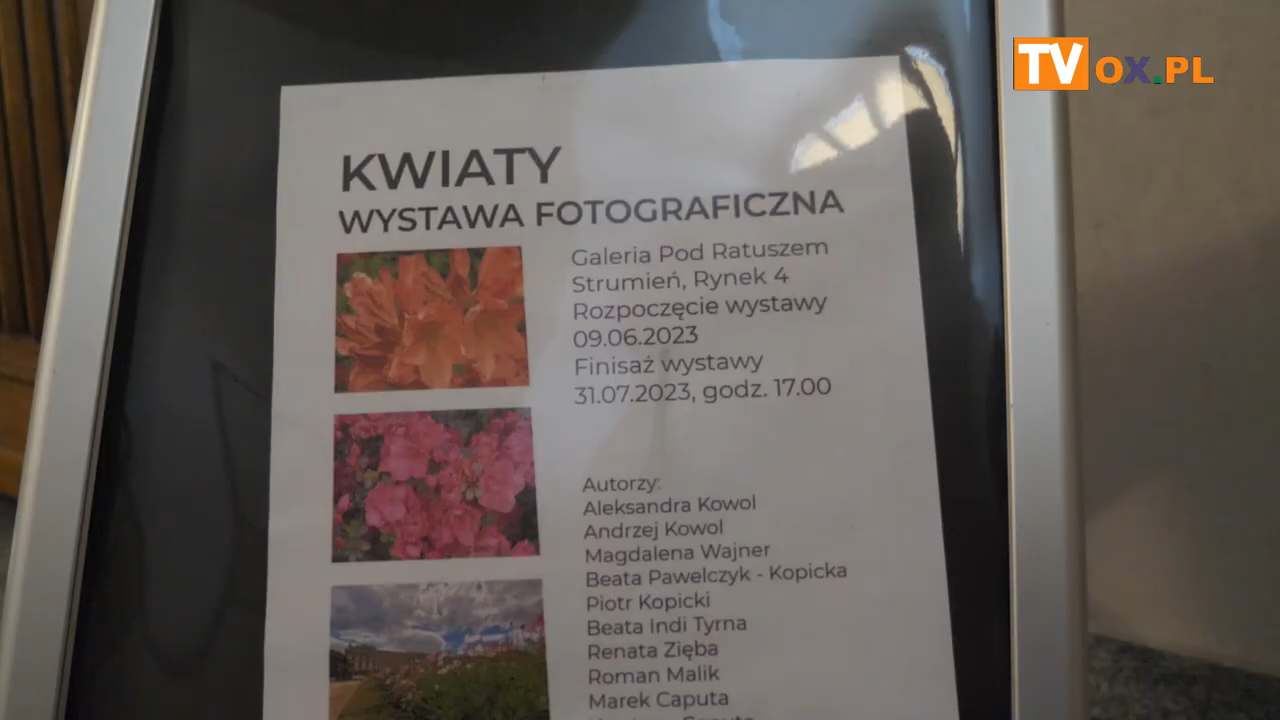 TVOX.PL
KWIATY
WYSTAWA FOTOGRAFICZNA
Galeria Pod Ratuszem
Strumień, Rynek 4
Rozpoczęcie wystawy
09.06.2023
Finisaż wystawy
31.07.2023, godz. 17.00
Autorzy:
Aleksandra Kowol
Andrzej Kowol
Magdalena Wajner
Beata Pawelczyk - Kopicka
Piotr Kopicki
Beata Indi Tyrna
Renata Zięba
Roman Malik
Marek Caputa